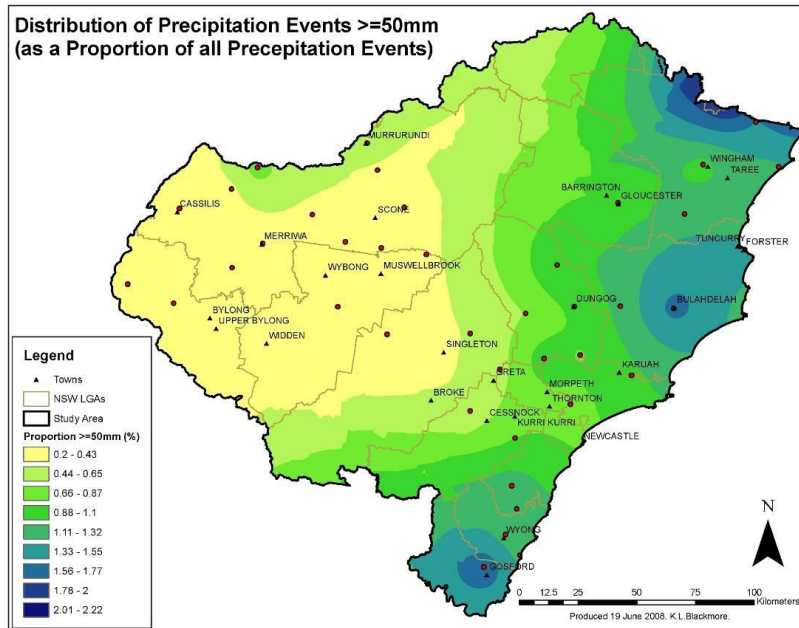 Distribution of Precipitation Events >=50mm
(as a Proportion of all Precepitation Events)
MURRURUNDI
WINGHAM
TAREE
BARRINGTON
GLOUCESTER
CASSILIS
SCONE
MERRIWA
TUNCURRY
FORSTER
WYBONG
MUSWELLBROOK
BYLONG
UPPER BYLONG
DUNGOG
BULAHDELAH
WIDDEN
SINGLETON
GRETA
KARUAH
BROKE
MORPETH
THORNTON
CESSNOCK
KURRI KURRI
NEWCASTLE
WYONG
GOSFORD
Legend
Towns
NSW LGAs
Study Area
Proportion >=50mm (%)
0.2 - 0.43
0.44 - 0.65
0.66 - 0.87
0.88 - 1.1
1.11 - 1.32
1.33 - 1.55
1.56 - 1.77
1.78 - 2
2.01 - 2.22
N
0 12.5 25 50 75 100
Kilometers
Produced 19 June 2008. K.L.Blackmore.